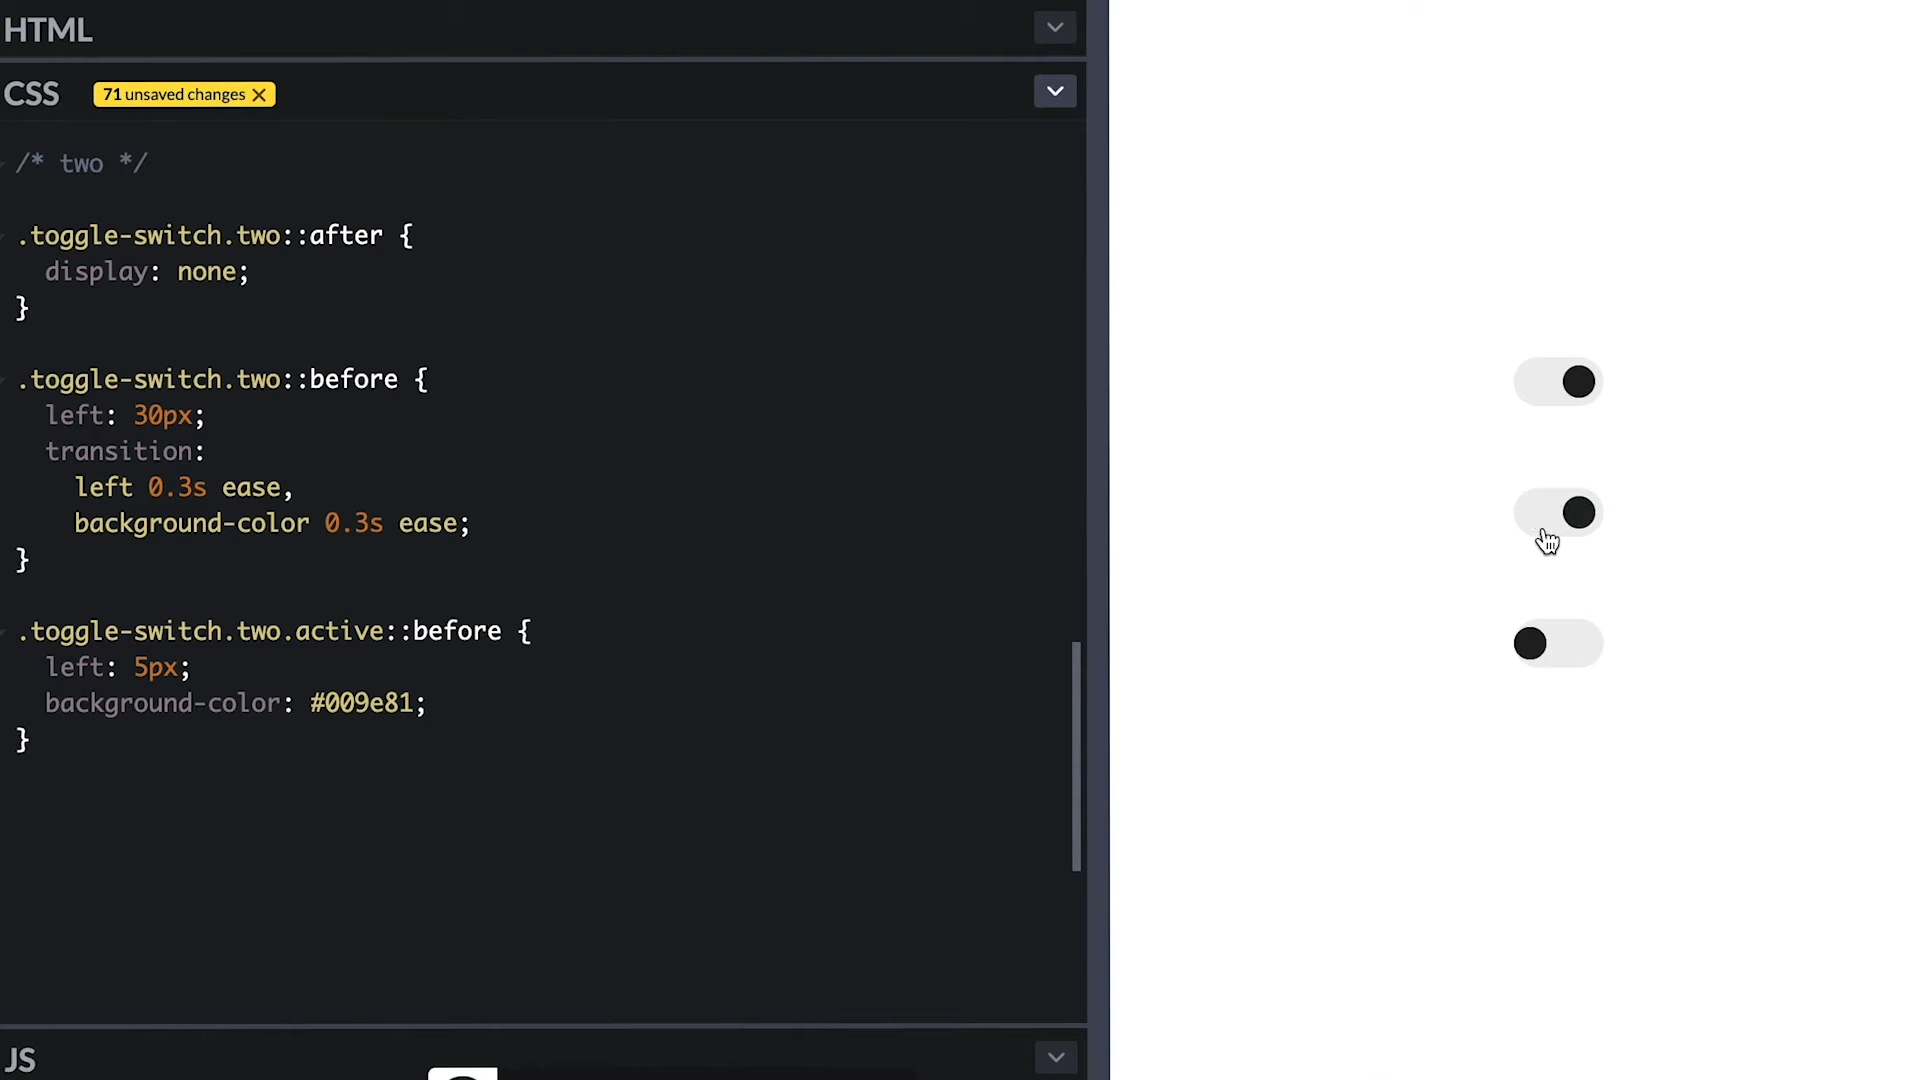 HTML
CSS 71 unsaved changes
/* two */
.toggle-switch.two::after {
display: none;
}
.toggle-switch.two::before {
left: 30px;
transition:
left 0.3s ease,
background-color 0.3s ease;
}
.toggle-switch.two.active::before {
left: 5px;
background-color: #009e81;
}
JS